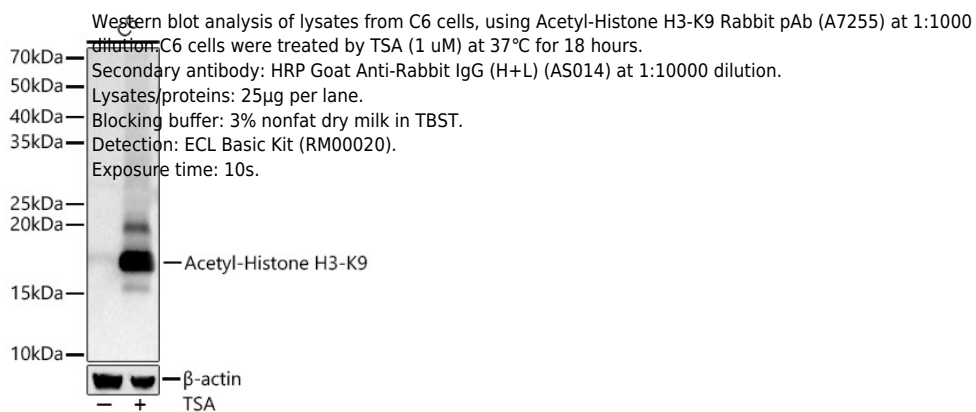 Western blot analysis of lysates from C6 cells, using Acetyl-Histone H3-K9 Rabbit pAb (A7255) at 1:1000
dilution.C6 cells were treated by TSA (1 uM) at 37℃ for 18 hours.
Secondary antibody: HRP Goat Anti-Rabbit IgG (H+L) (AS014) at 1:10000 dilution.
Lysates/proteins: 25μg per lane.
Blocking buffer: 3% nonfat dry milk in TBST.
Detection: ECL Basic Kit (RM00020).
Exposure time: 10s.
70kDa
50kDa
40kDa
35kDa
25kDa
20kDa
Acetyl-Histone H3-K9
15kDa
10kDa
β-actin
− + TSA